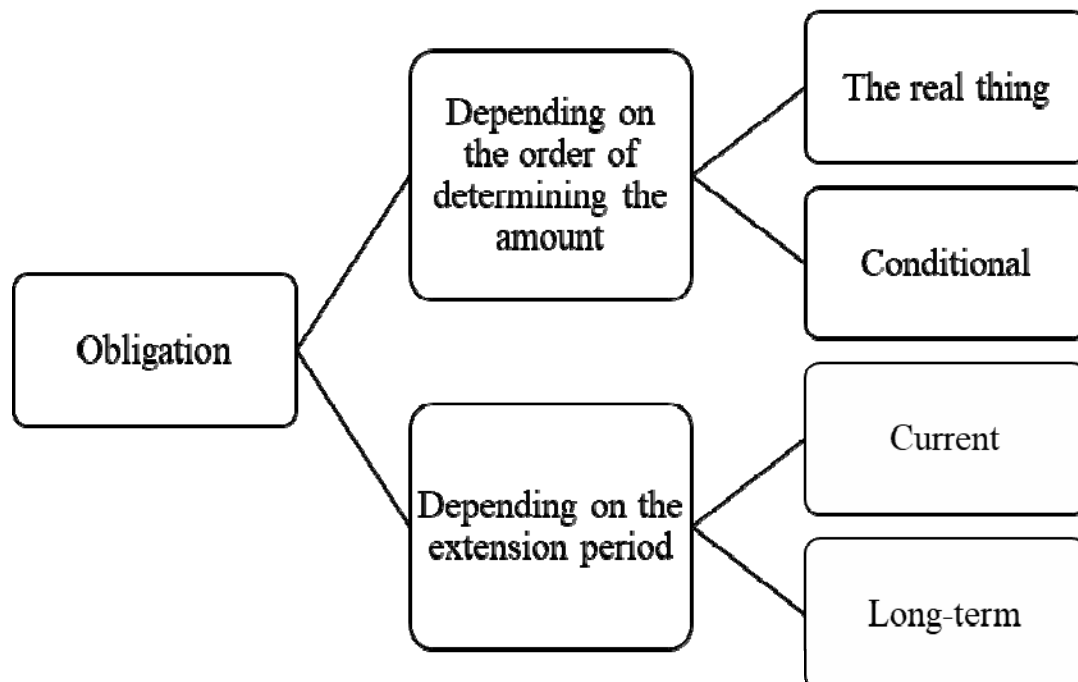 Obligation
Depending on
the order of
determining the
amount
The real thing
Conditional
Depending on the
extension period
Current
Long-term